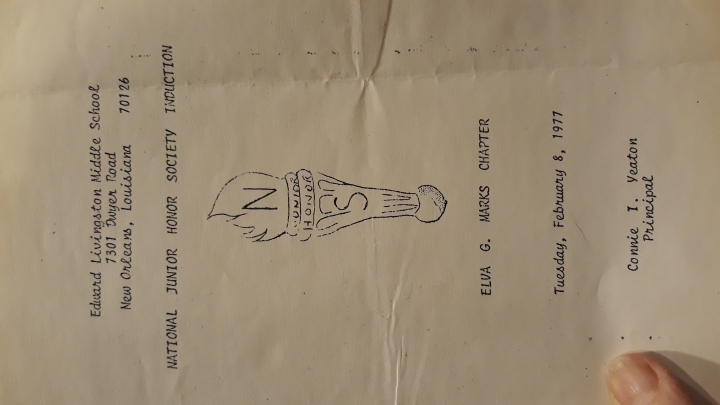 Edward Livingston Middle School
7301 Dwyer Road
New Orleans, Louisiana 70126
NATIONAL JUNIOR HONOR SOCIETY INDUCTION
N
JUNIOR
HONOR
S
ELVA G. MARKS CHAPTER
Tuesday, February 8, 1977
Connie I. Yeaton
Principal